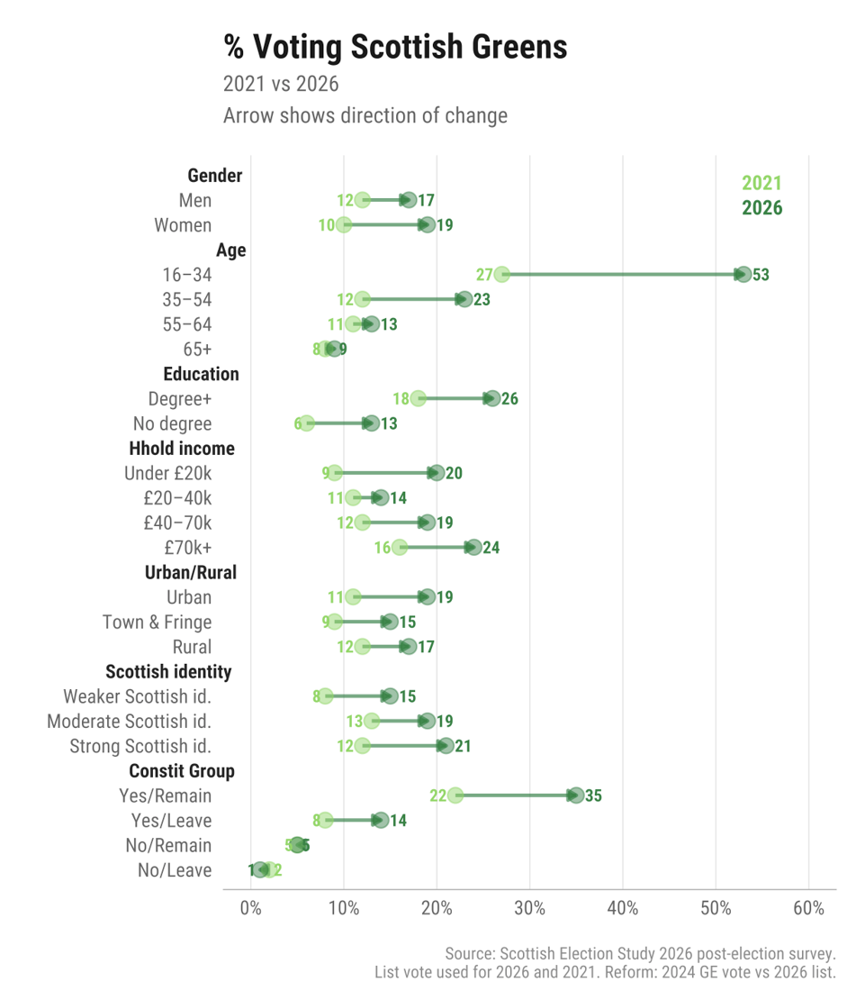 % Voting Scottish Greens
2021 vs 2026
Arrow shows direction of change
2021
2026
Gender
Men 12 17
Women 10 19
Age
16–34 27 53
35–54 12 23
55–64 11 13
65+ 8 9
Education
Degree+ 18 26
No degree 6 13
Hhold income
Under £20k 9 20
£20–40k 11 14
£40–70k 12 19
£70k+ 16 24
Urban/Rural
Urban 11 19
Town & Fringe 9 15
Rural 12 17
Scottish identity
Weaker Scottish id. 8 15
Moderate Scottish id. 13 19
Strong Scottish id. 12 21
Constit Group
Yes/Remain 22 35
Yes/Leave 8 14
No/Remain 5 5
No/Leave 1 2
0% 10% 20% 30% 40% 50% 60%
Source: Scottish Election Study 2026 post-election survey.
List vote used for 2026 and 2021. Reform: 2024 GE vote vs 2026 list.